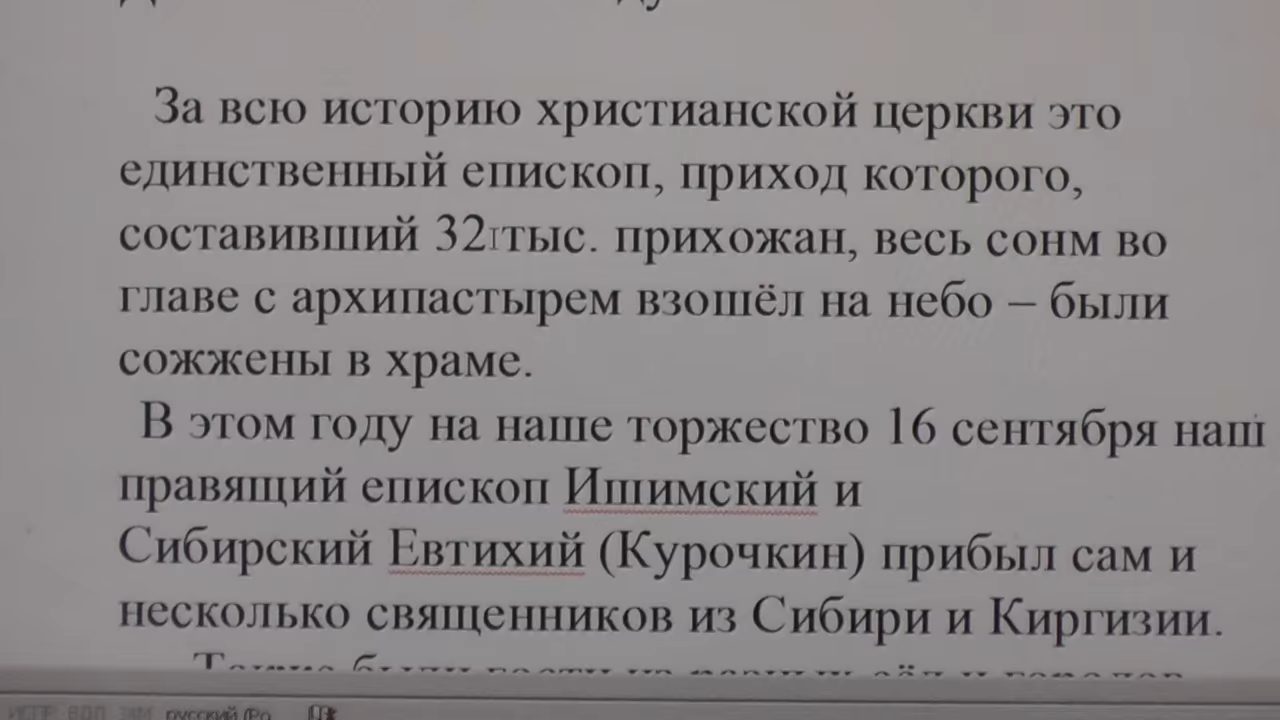 За всю историю христианской церкви это
единственный епископ, приход которого,
составивший 32тыс. прихожан, весь сонм во
главе с архипастырем взошёл на небо – были
сожжены в храме.
В этом году на наше торжество 16 сентября наш
правящий епископ Ишимский и
Сибирский Евтихий (Курочкин) прибыл сам и
несколько священников из Сибири и Киргизии.
русский (Ро